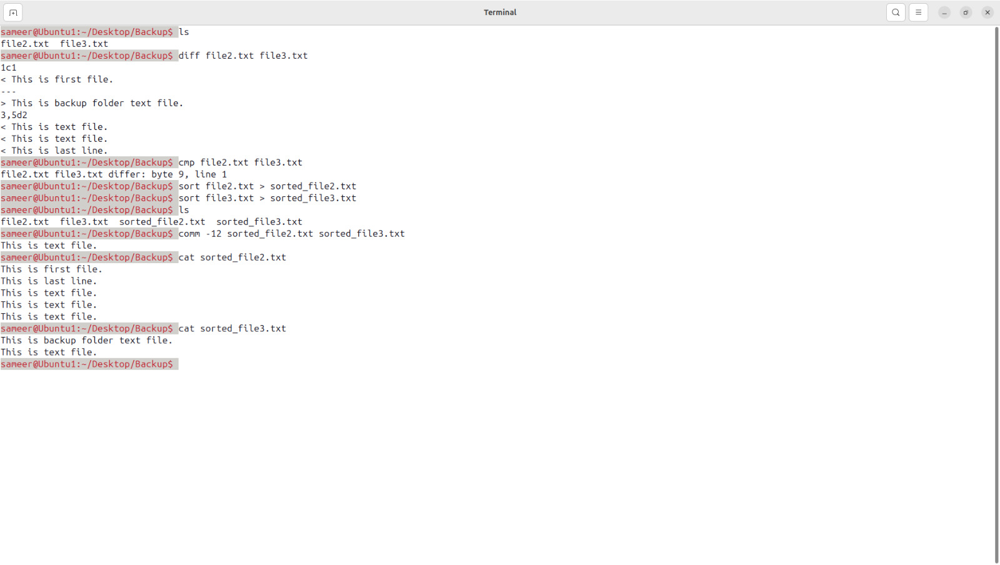 Terminal
sameer@Ubuntu1:~/Desktop/Backup$ ls
file2.txt  file3.txt
sameer@Ubuntu1:~/Desktop/Backup$ diff file2.txt file3.txt
1c1
< This is first file.
---
> This is backup folder text file.
3,5d2
< This is text file.
< This is text file.
< This is last line.
sameer@Ubuntu1:~/Desktop/Backup$ cmp file2.txt file3.txt
file2.txt file3.txt differ: byte 9, line 1
sameer@Ubuntu1:~/Desktop/Backup$ sort file2.txt > sorted_file2.txt
sameer@Ubuntu1:~/Desktop/Backup$ sort file3.txt > sorted_file3.txt
sameer@Ubuntu1:~/Desktop/Backup$ ls
file2.txt  file3.txt  sorted_file2.txt  sorted_file3.txt
sameer@Ubuntu1:~/Desktop/Backup$ comm -12 sorted_file2.txt sorted_file3.txt
This is text file.
sameer@Ubuntu1:~/Desktop/Backup$ cat sorted_file2.txt
This is first file.
This is last line.
This is text file.
This is text file.
This is text file.
sameer@Ubuntu1:~/Desktop/Backup$ cat sorted_file3.txt
This is backup folder text file.
This is text file.
sameer@Ubuntu1:~/Desktop/Backup$